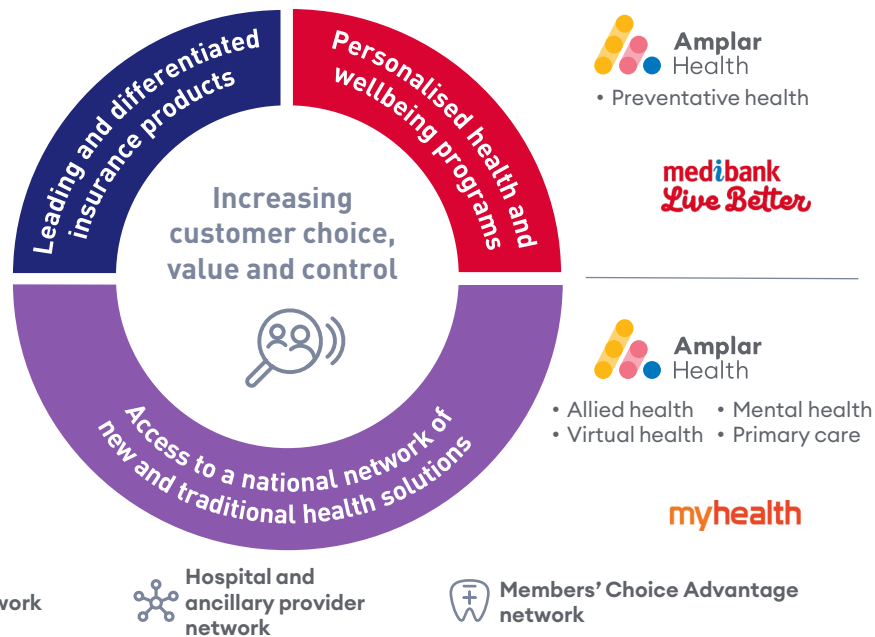 Leading and differentiated
insurance products
Personalised health and
wellbeing programs
Increasing
customer choice,
value and control
Access to a national network of
new and traditional health solutions
Amplar
Health
• Preventative health
medibank
Live Better
Amplar
Health
• Allied health • Mental health
• Virtual health • Primary care
myhealth
Hospital and
ancillary provider
network
Members’ Choice Advantage
network